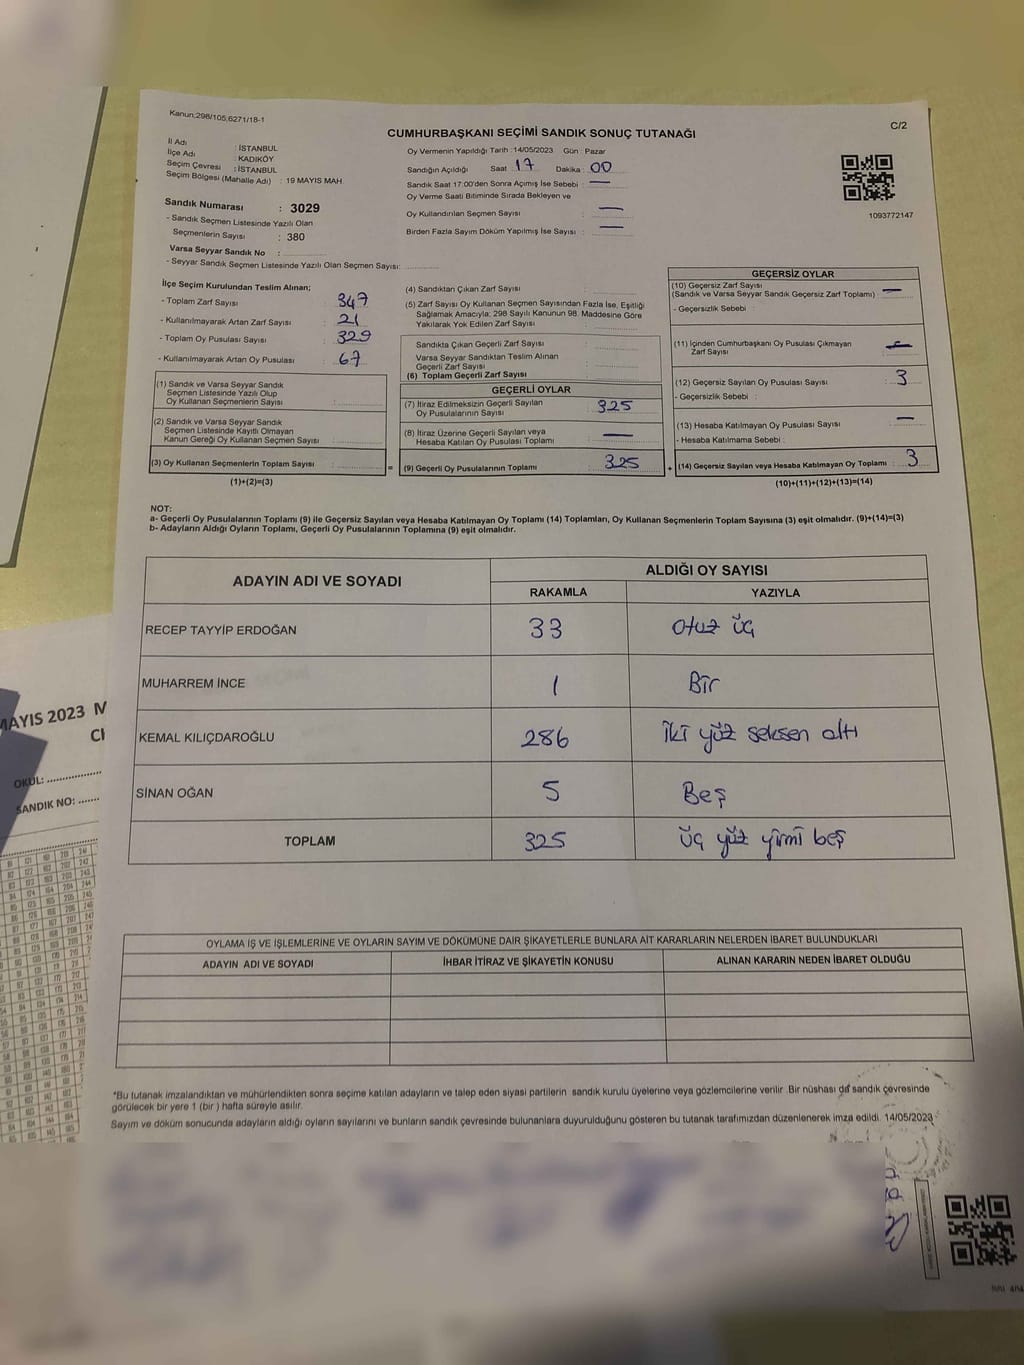 Kanun;298/105;6271/18-1
C/2
CUMHURBAŞKANI SEÇİMİ SANDIK SONUÇ TUTANAĞI
İl Adı : İSTANBUL
İlçe Adı : KADIKÖY
Seçim Çevresi : İSTANBUL
Seçim Bölgesi (Mahalle Adı) : 19 MAYIS MAH.
Sandık Numarası : 3029
- Sandık Seçmen Listesinde Yazılı Olan
Seçmenlerin Sayısı : 380
Varsa Seyyar Sandık No :
- Seyyar Sandık Seçmen Listesinde Yazılı Olan Seçmen Sayısı:
Oy Vermenin Yapıldığı Tarih :14/05/2023 Gün : Pazar
Sandığın Açıldığı Saat : 17 Dakika : 00
Sandık Saat 17:00'den Sonra Açımış İse Sebebi : —
Oy Verme Saati Bitiminde Sırada Bekleyen ve
Oy Kullandırılan Seçmen Sayısı : —
Birden Fazla Sayım Döküm Yapılmış İse Sayısı : —
1093772147
İlçe Seçim Kurulundan Teslim Alınan;
- Toplam Zarf Sayısı : 347
- Kullanılmayarak Artan Zarf Sayısı : 21
- Toplam Oy Pusulası Sayısı : 329
- Kullanılmayarak Artan Oy Pusulası : 67
(1) Sandık ve Varsa Seyyar Sandık
Seçmen Listesinde Yazılı Olup
Oy Kullanan Seçmenlerin Sayısı :
(2) Sandık ve Varsa Seyyar Sandık
Seçmen Listesinde Kayıtlı Olmayan
Kanun Gereği Oy Kullanan Seçmen Sayısı :
(3) Oy Kullanan Seçmenlerin Toplam Sayısı : =
(1)+(2)=(3)
(4) Sandıktan Çıkan Zarf Sayısı :
(5) Zarf Sayısı Oy Kullanan Seçmen Sayısından Fazla İse, Eşitliği
Sağlamak Amacıyla; 298 Sayılı Kanunun 98. Maddesine Göre
Yakılarak Yok Edilen Zarf Sayısı :
Sandıkta Çıkan Geçerli Zarf Sayısı :
Varsa Seyyar Sandıktan Teslim Alınan
Geçerli Zarf Sayısı :
(6) Toplam Geçerli Zarf Sayısı :
GEÇERLİ OYLAR
(7) İtiraz Edilmeksizin Geçerli Sayılan
Oy Pusulalarının Sayısı : 325
(8) İtiraz Üzerine Geçerli Sayılan veya
Hesaba Katılan Oy Pusulası Toplamı : —
(9) Geçerli Oy Pusulalarının Toplamı : 325 +
GEÇERSİZ OYLAR
(10) Geçersiz Zarf Sayısı
(Sandık ve Varsa Seyyar Sandık Geçersiz Zarf Toplamı) : —
- Geçersizlik Sebebi :
(11) İçinden Cumhurbaşkanı Oy Pusulası Çıkmayan
Zarf Sayısı : —
(12) Geçersiz Sayılan Oy Pusulası Sayısı : 3
- Geçersizlik Sebebi :
(13) Hesaba Katılmayan Oy Pusulası Sayısı : —
- Hesaba Katılmama Sebebi :
(14) Geçersiz Sayılan veya Hesaba Katılmayan Oy Toplamı : 3
(10)+(11)+(12)+(13)=(14)
NOT:
a- Geçerli Oy Pusulalarının Toplamı (9) ile Geçersiz Sayılan veya Hesaba Katılmayan Oy Toplamı (14) Toplamları, Oy Kullanan Seçmenlerin Toplam Sayısına (3) eşit olmalıdır. (9)+(14)=(3)
b- Adayların Aldığı Oyların Toplamı, Geçerli Oy Pusulalarının Toplamına (9) eşit olmalıdır.
ADAYIN ADI VE SOYADI
ALDIĞI OY SAYISI
RAKAMLA YAZIYLA
RECEP TAYYİP ERDOĞAN 33 Otuz üç
MUHARREM İNCE 1 Bir
KEMAL KILIÇDAROĞLU 286 İki yüz seksen altı
SİNAN OĞAN 5 Beş
TOPLAM 325 Üç yüz yirmi beş
OYLAMA İŞ VE İŞLEMLERİNE VE OYLARIN SAYIM VE DÖKÜMÜNE DAİR ŞİKAYETLERLE BUNLARA AİT KARARLARIN NELERDEN İBARET BULUNDUKLARI
ADAYIN ADI VE SOYADI İHBAR İTİRAZ VE ŞİKAYETİN KONUSU ALINAN KARARIN NEDEN İBARET OLDUĞU
*Bu tutanak imzalandıktan ve mühürlendikten sonra seçime katılan adayların ve talep eden siyasi partilerin sandık kurulu üyelerine veya gözlemcilerine verilir. Bir nüshası da sandık çevresinde
görülecek bir yere 1 (bir ) hafta süreyle asılır.
Sayım ve döküm sonucunda adayların aldığı oyların sayılarını ve bunların sandık çevresinde bulunanlara duyurulduğunu gösteren bu tutanak tarafımızdan düzenlenerek imza edildi. 14/05/2023
MAYIS 2023
OKUL:
SANDIK NO: